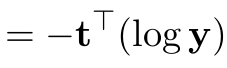 = −𝐭^⊤(log 𝐲)